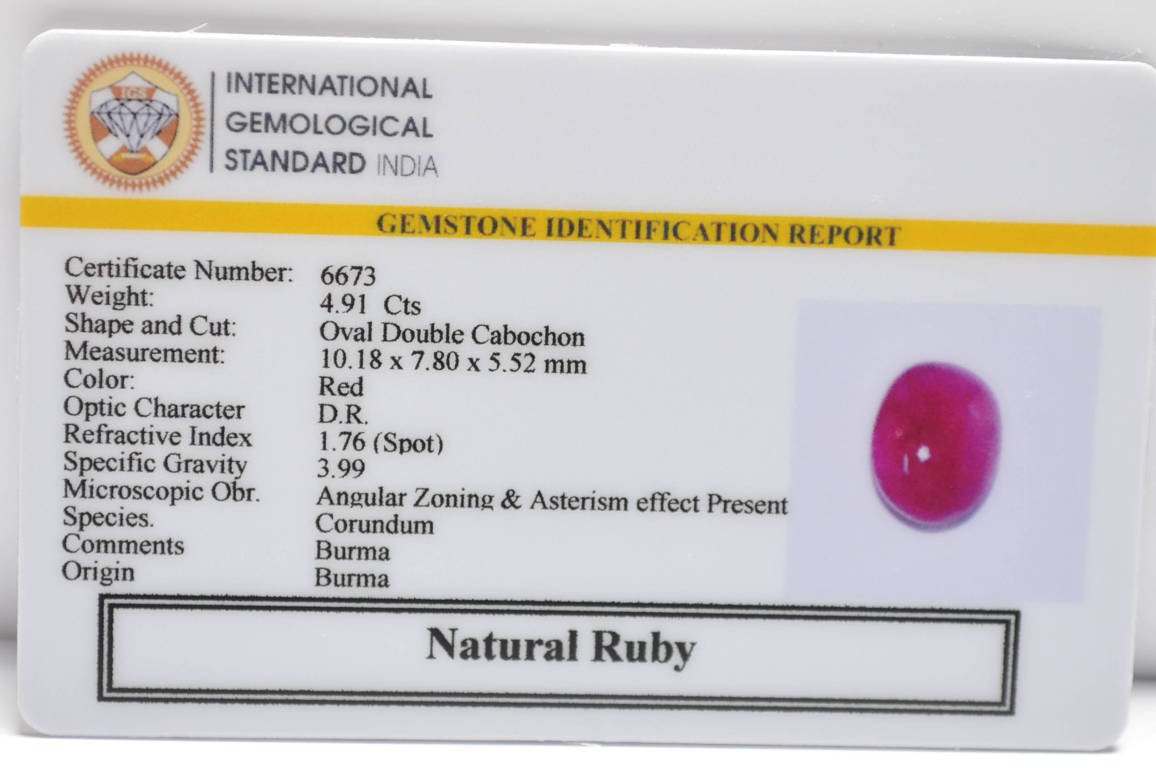 IGS
INTERNATIONAL
GEMOLOGICAL
STANDARD INDIA
GEMSTONE IDENTIFICATION REPORT
Certificate Number: 6673
Weight: 4.91 Cts
Shape and Cut: Oval Double Cabochon
Measurement: 10.18 x 7.80 x 5.52 mm
Color: Red
Optic Character D.R.
Refractive Index 1.76 (Spot)
Specific Gravity 3.99
Microscopic Obr. Angular Zoning & Asterism effect Present
Species. Corundum
Comments Burma
Origin Burma
Natural Ruby